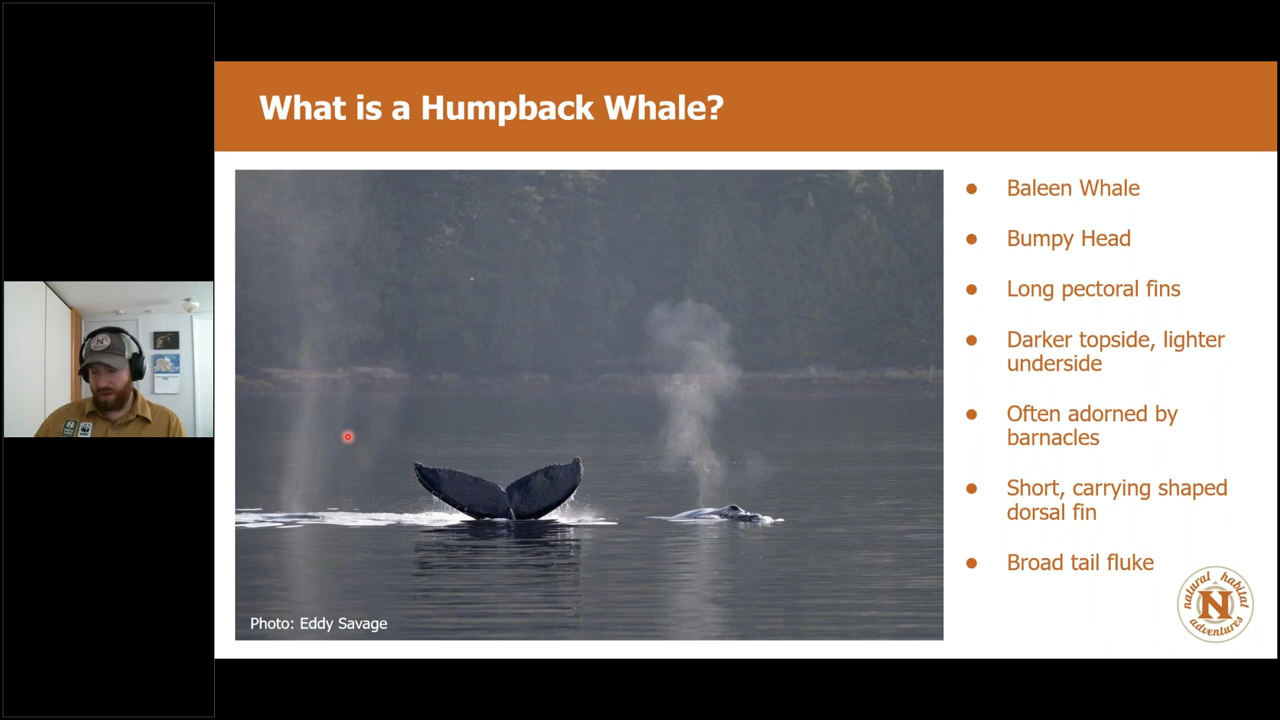 What is a Humpback Whale?
Baleen Whale
Bumpy Head
Long pectoral fins
Darker topside, lighter
underside
Often adorned by
barnacles
Short, carrying shaped
dorsal fin
Broad tail fluke
Photo: Eddy Savage
natural habitat
N
adventures